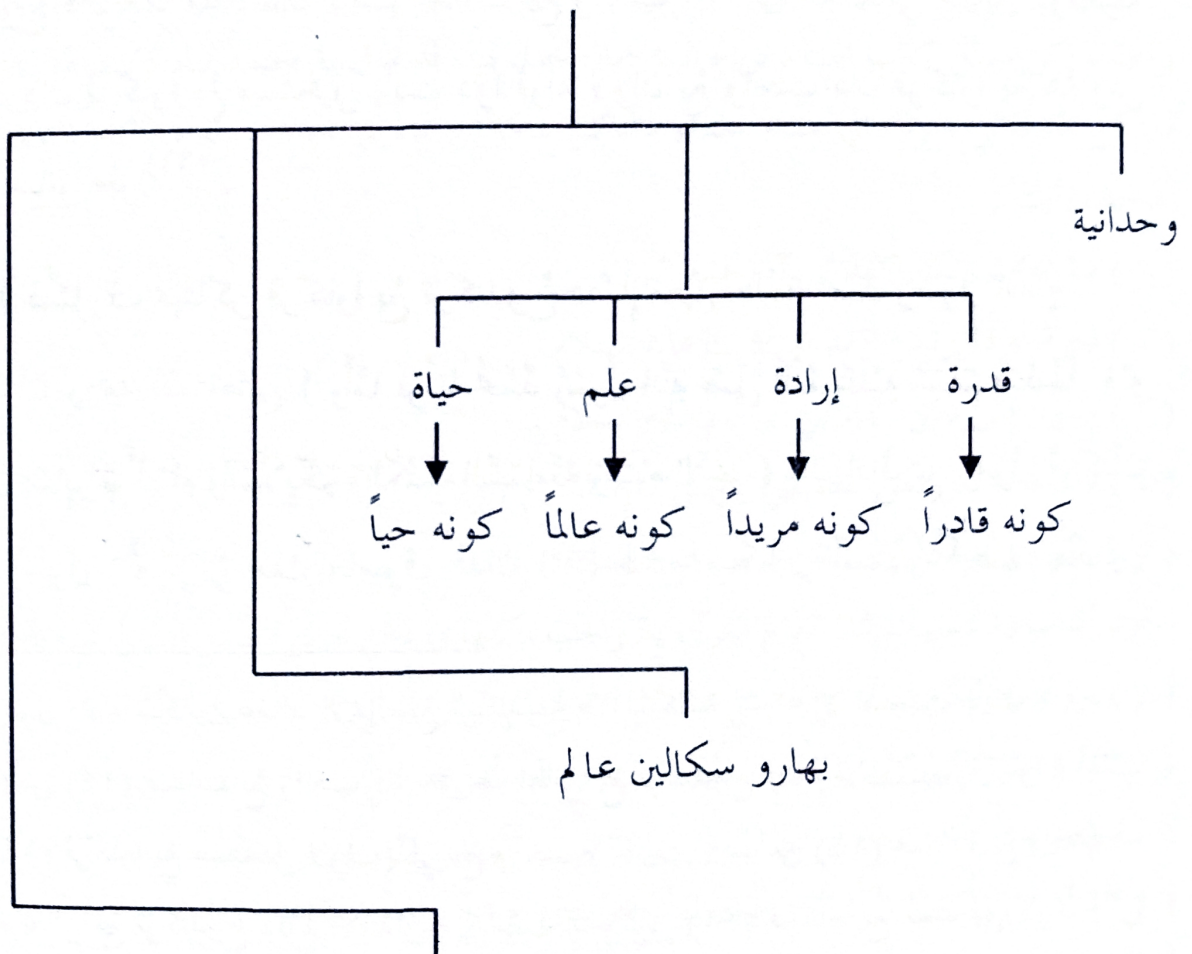 وحدانية
قدرة إرادة علم حياة
كونه قادراً كونه مريداً كونه عالماً كونه حياً
بهارو سكالين عالم